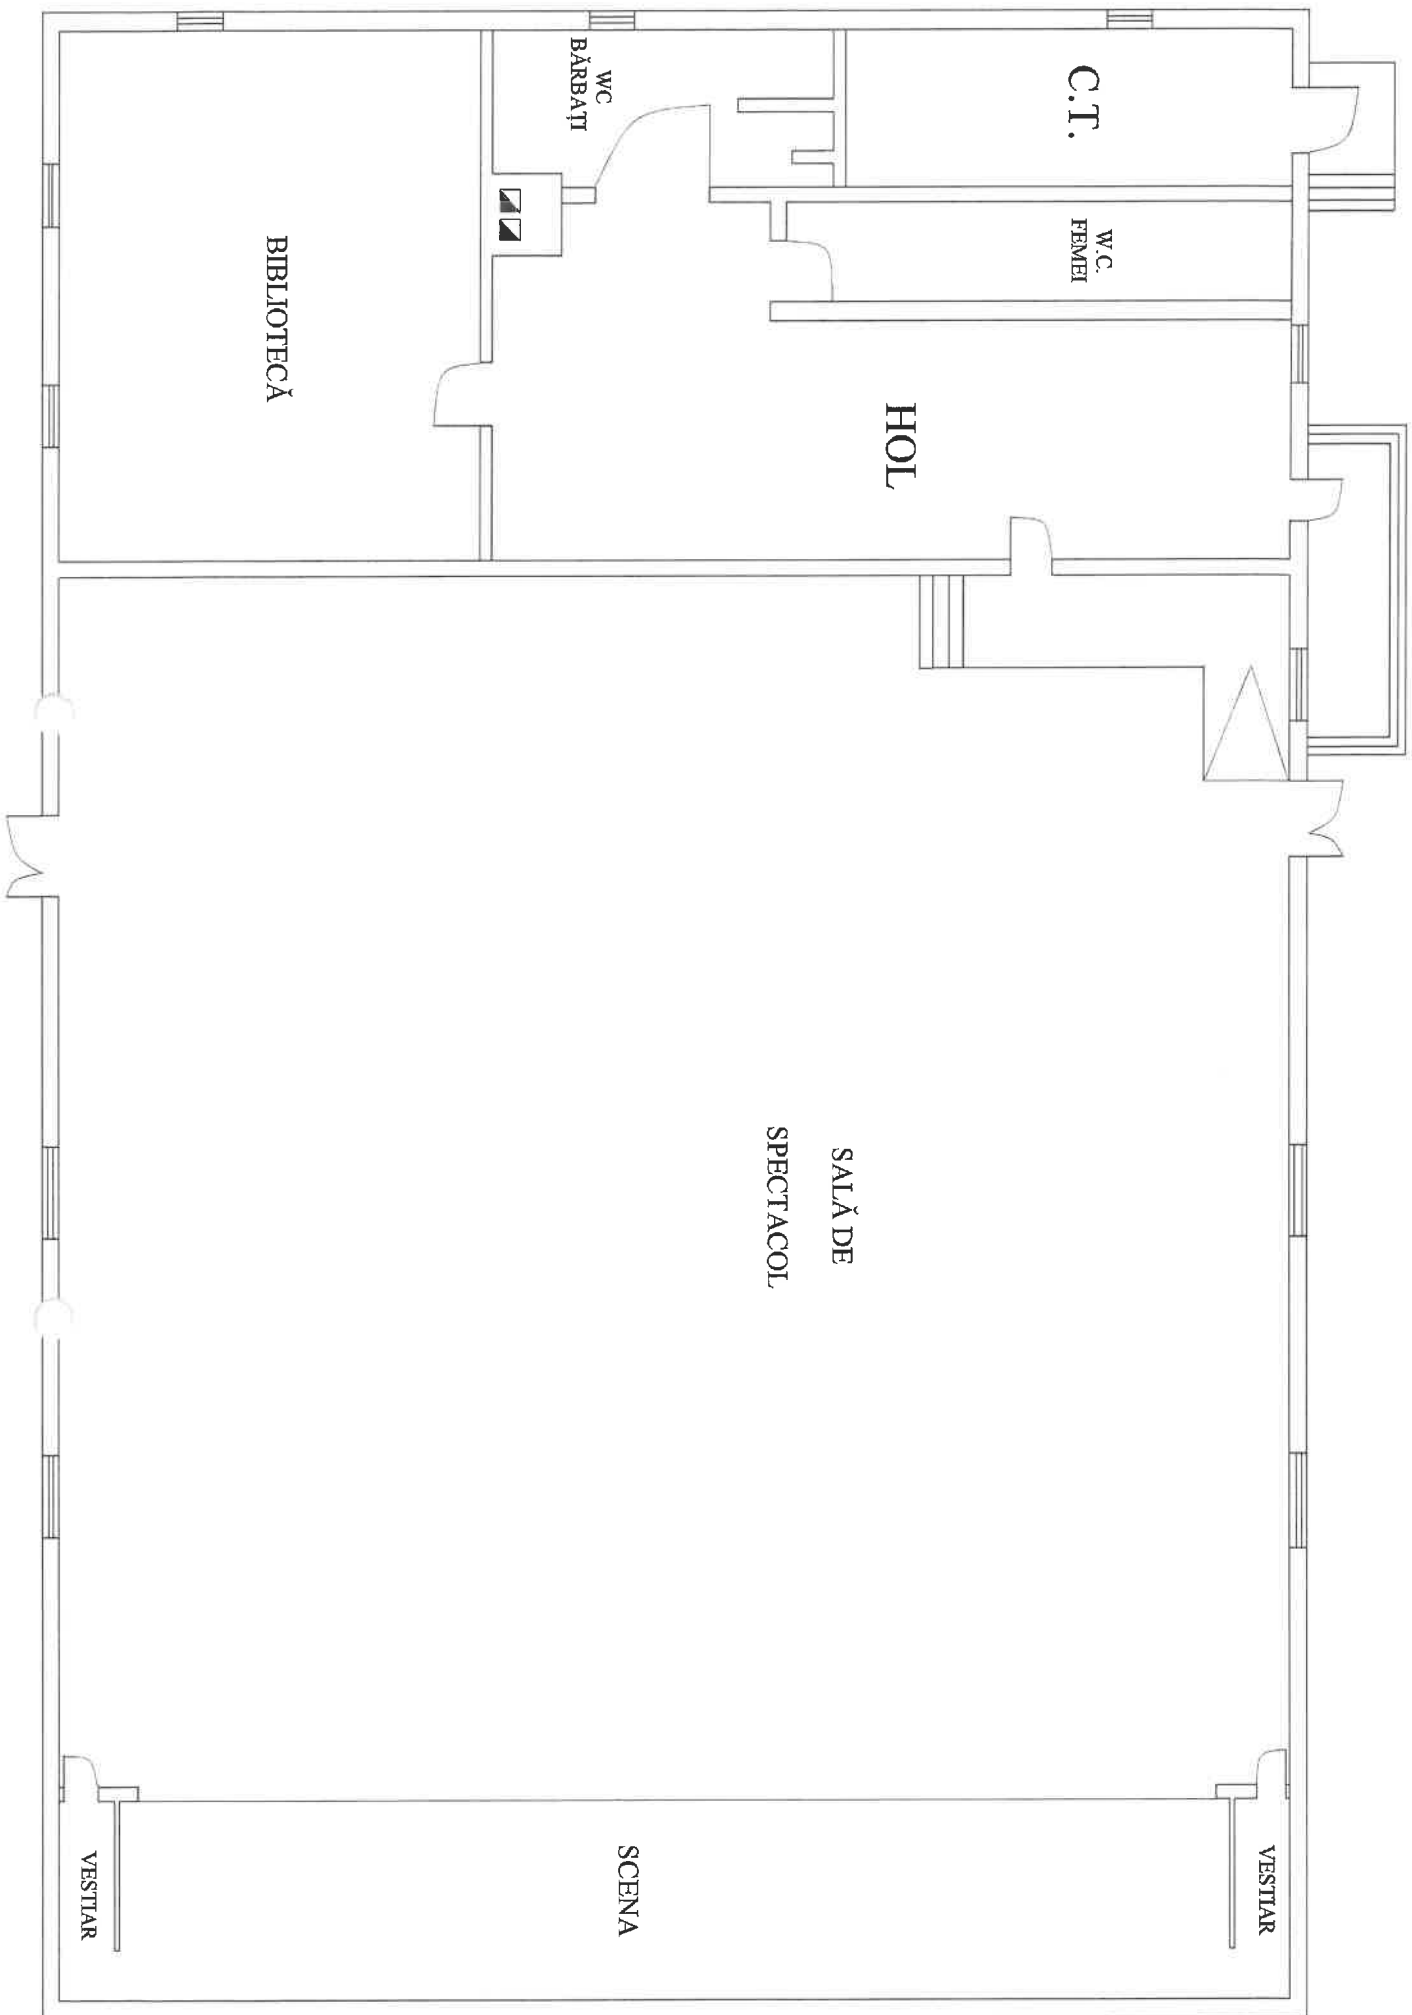 C.T.
W.C.
FEMEI
WC
BĂRBAȚI
HOL
BIBLIOTECĂ
SALĂ DE
SPECTACOL
VESTIAR
SCENA
VESTIAR